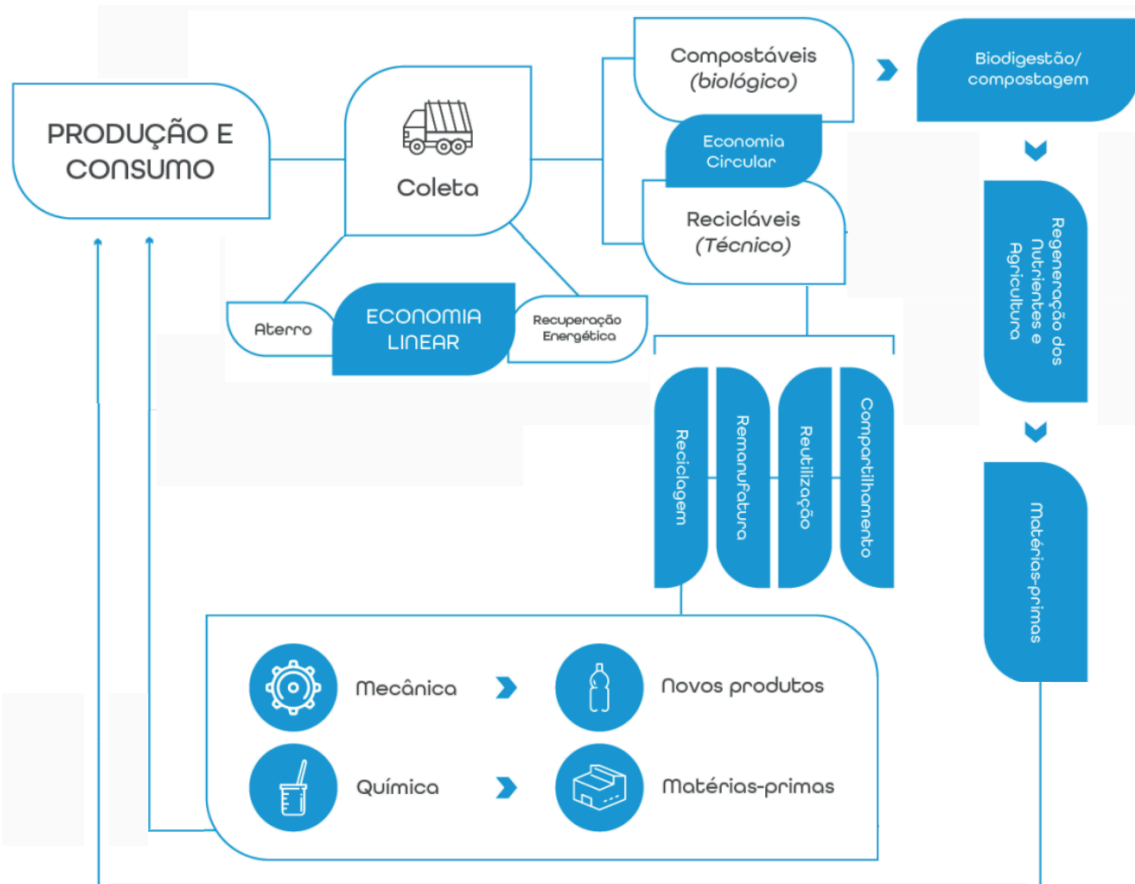 PRODUÇÃO E
CONSUMO
Coleta
Compostáveis
(biológico)
Biodigestão/
compostagem
Economia
Circular
Recicláveis
(Técnico)
Regeneração dos
Nutrientes e
Agricultura
Aterro
ECONOMIA
LINEAR
Recuperação
Energética
Reciclagem
Remanufatura
Reutilização
Compartilhamento
Matérias-primas
Mecânica
Novos produtos
Química
Matérias-primas